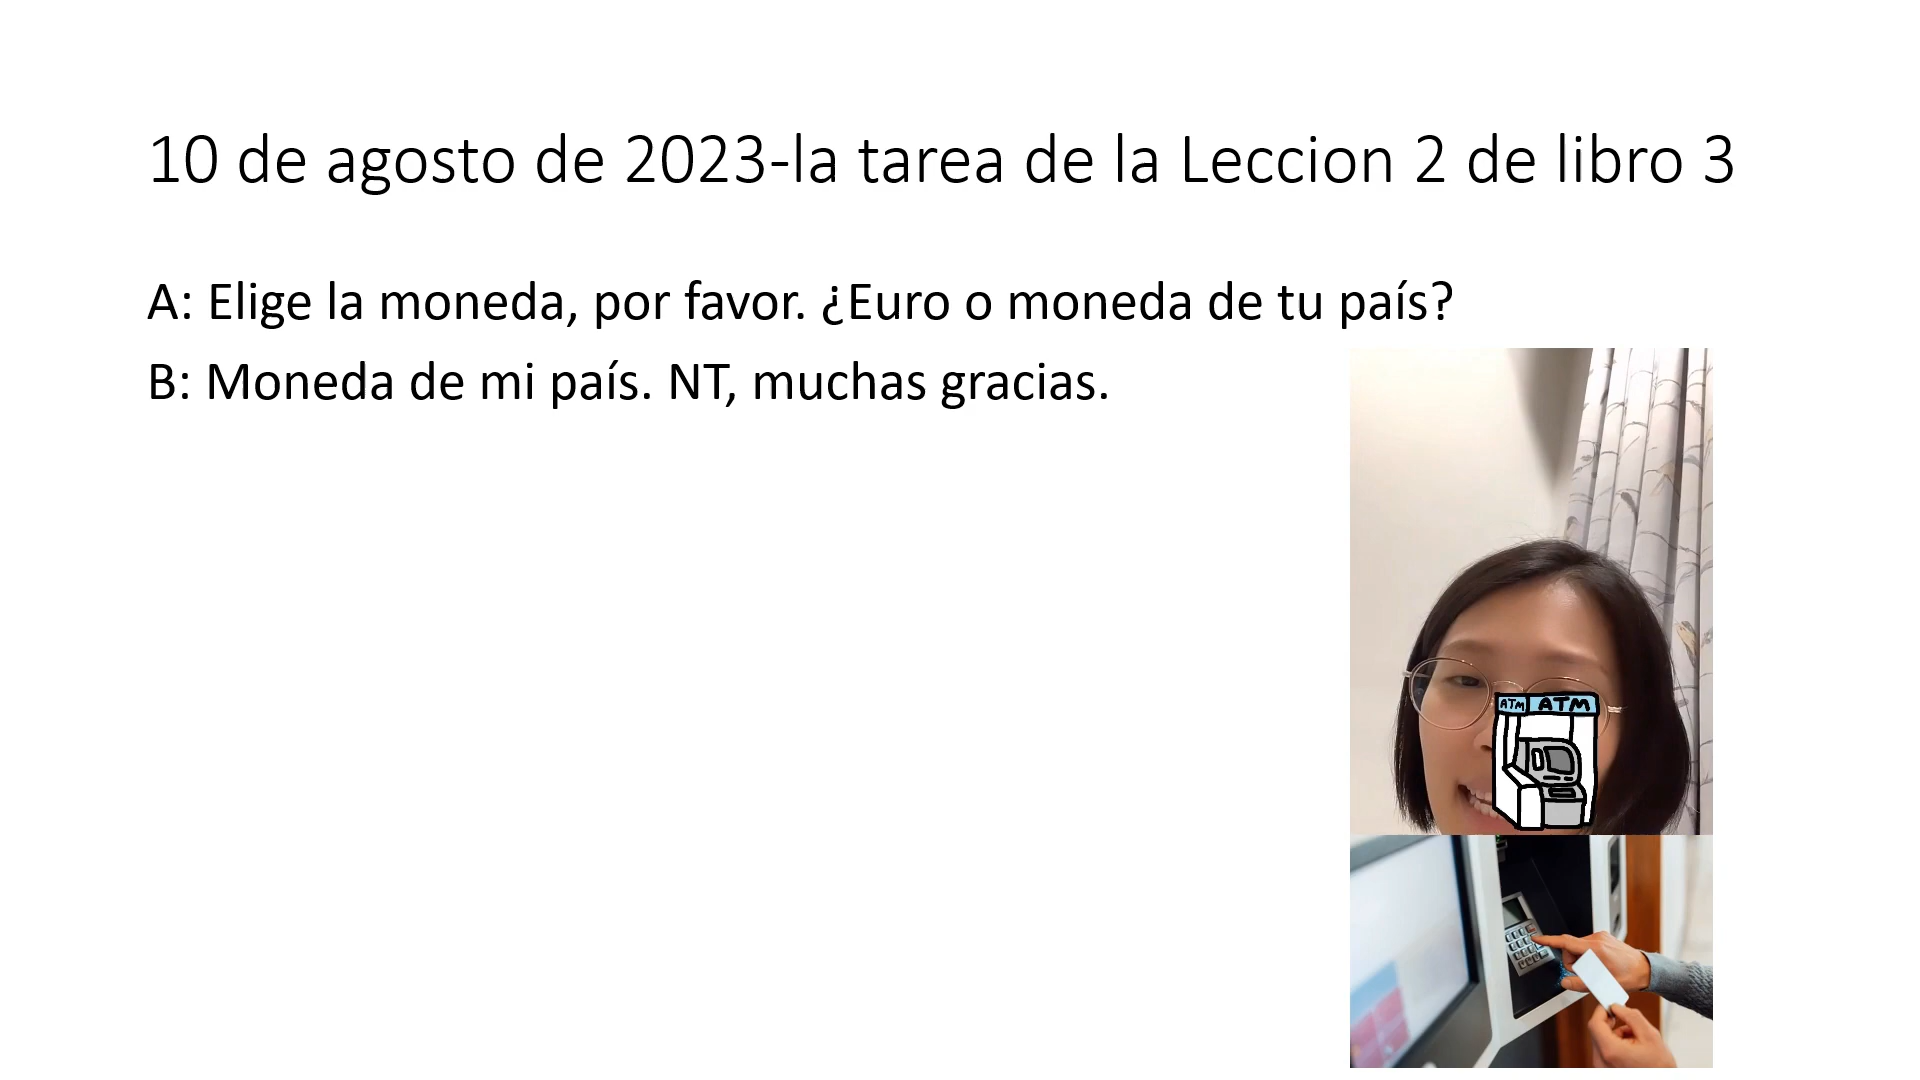 10 de agosto de 2023-la tarea de la Leccion 2 de libro 3
A: Elige la moneda, por favor. ¿Euro o moneda de tu país?
B: Moneda de mi país. NT, muchas gracias.
ATM ATM